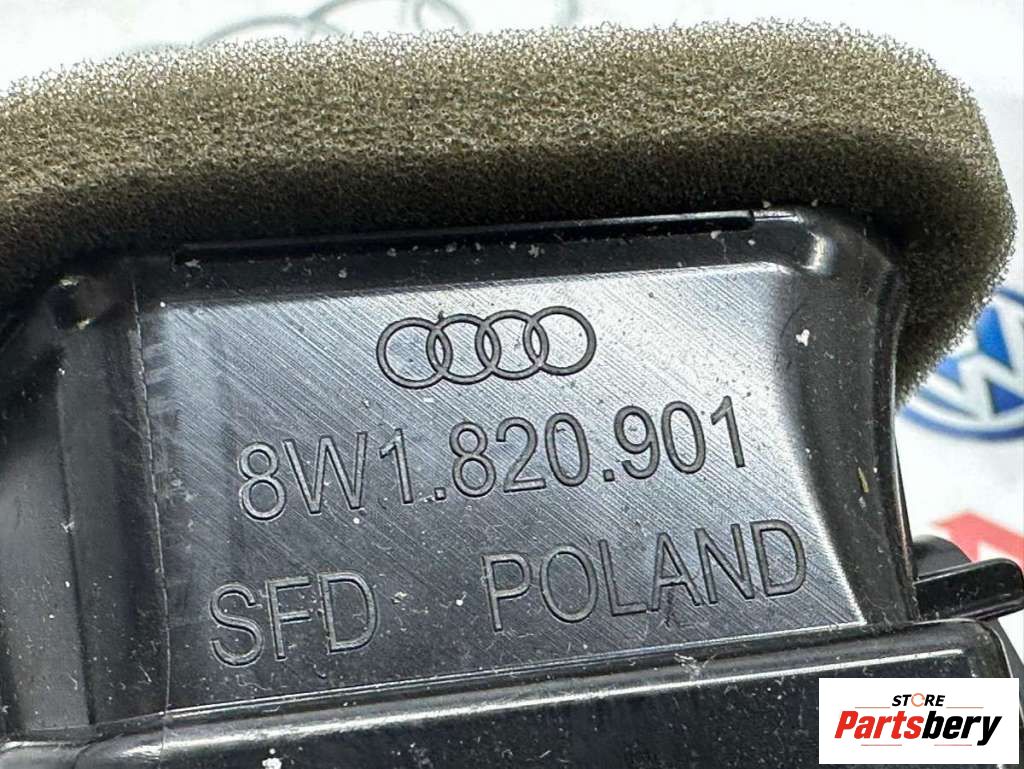 8W1.820.901
SFD POLAND
STORE
Partsbery